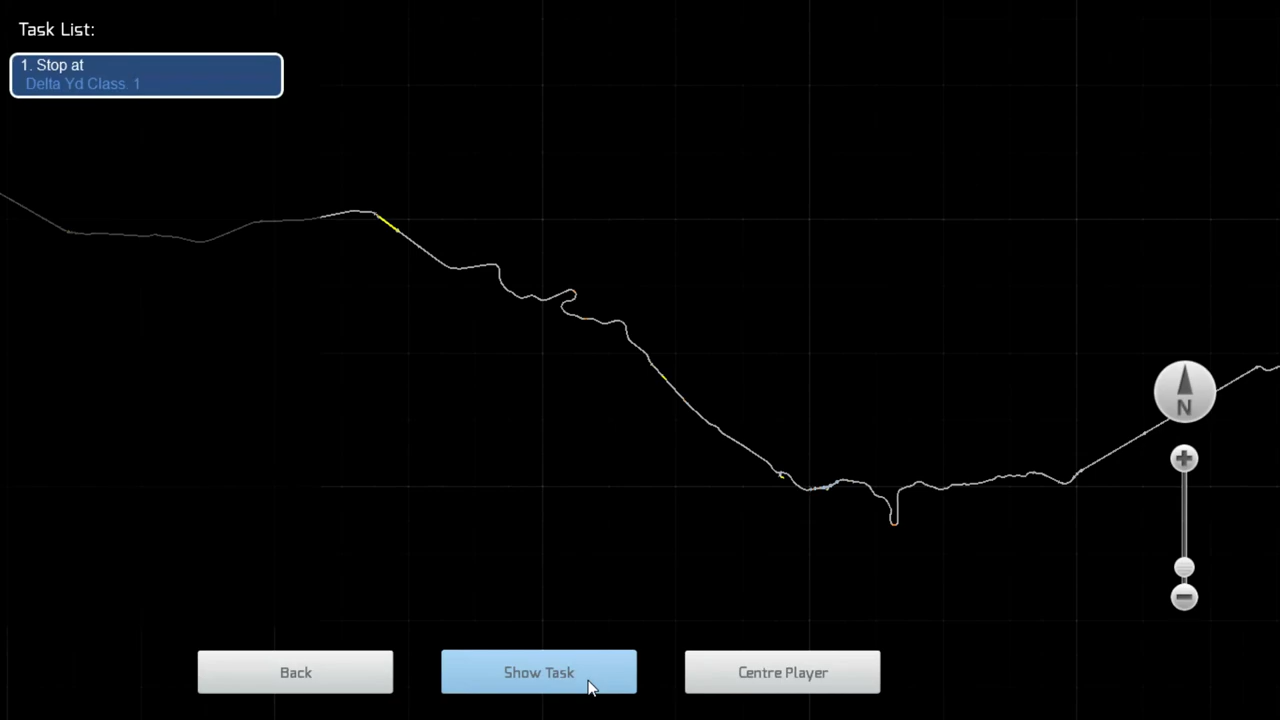 Task List:
1. Stop at
Delta Yd Class. 1
N
Back
Show Task
Centre Player